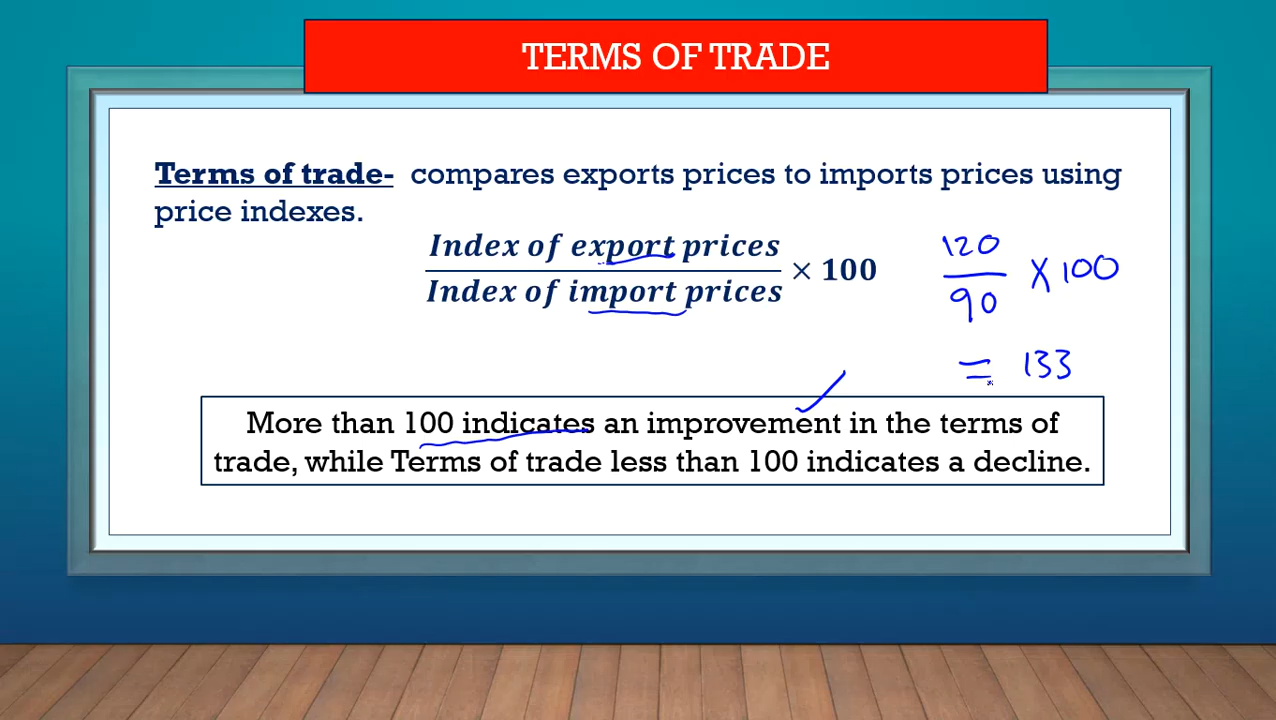 TERMS OF TRADE
Terms of trade- compares exports prices to imports prices using
price indexes.
Index of export prices
Index of import prices
× 100
120
90
× 100
= 133
More than 100 indicates an improvement in the terms of
trade, while Terms of trade less than 100 indicates a decline.